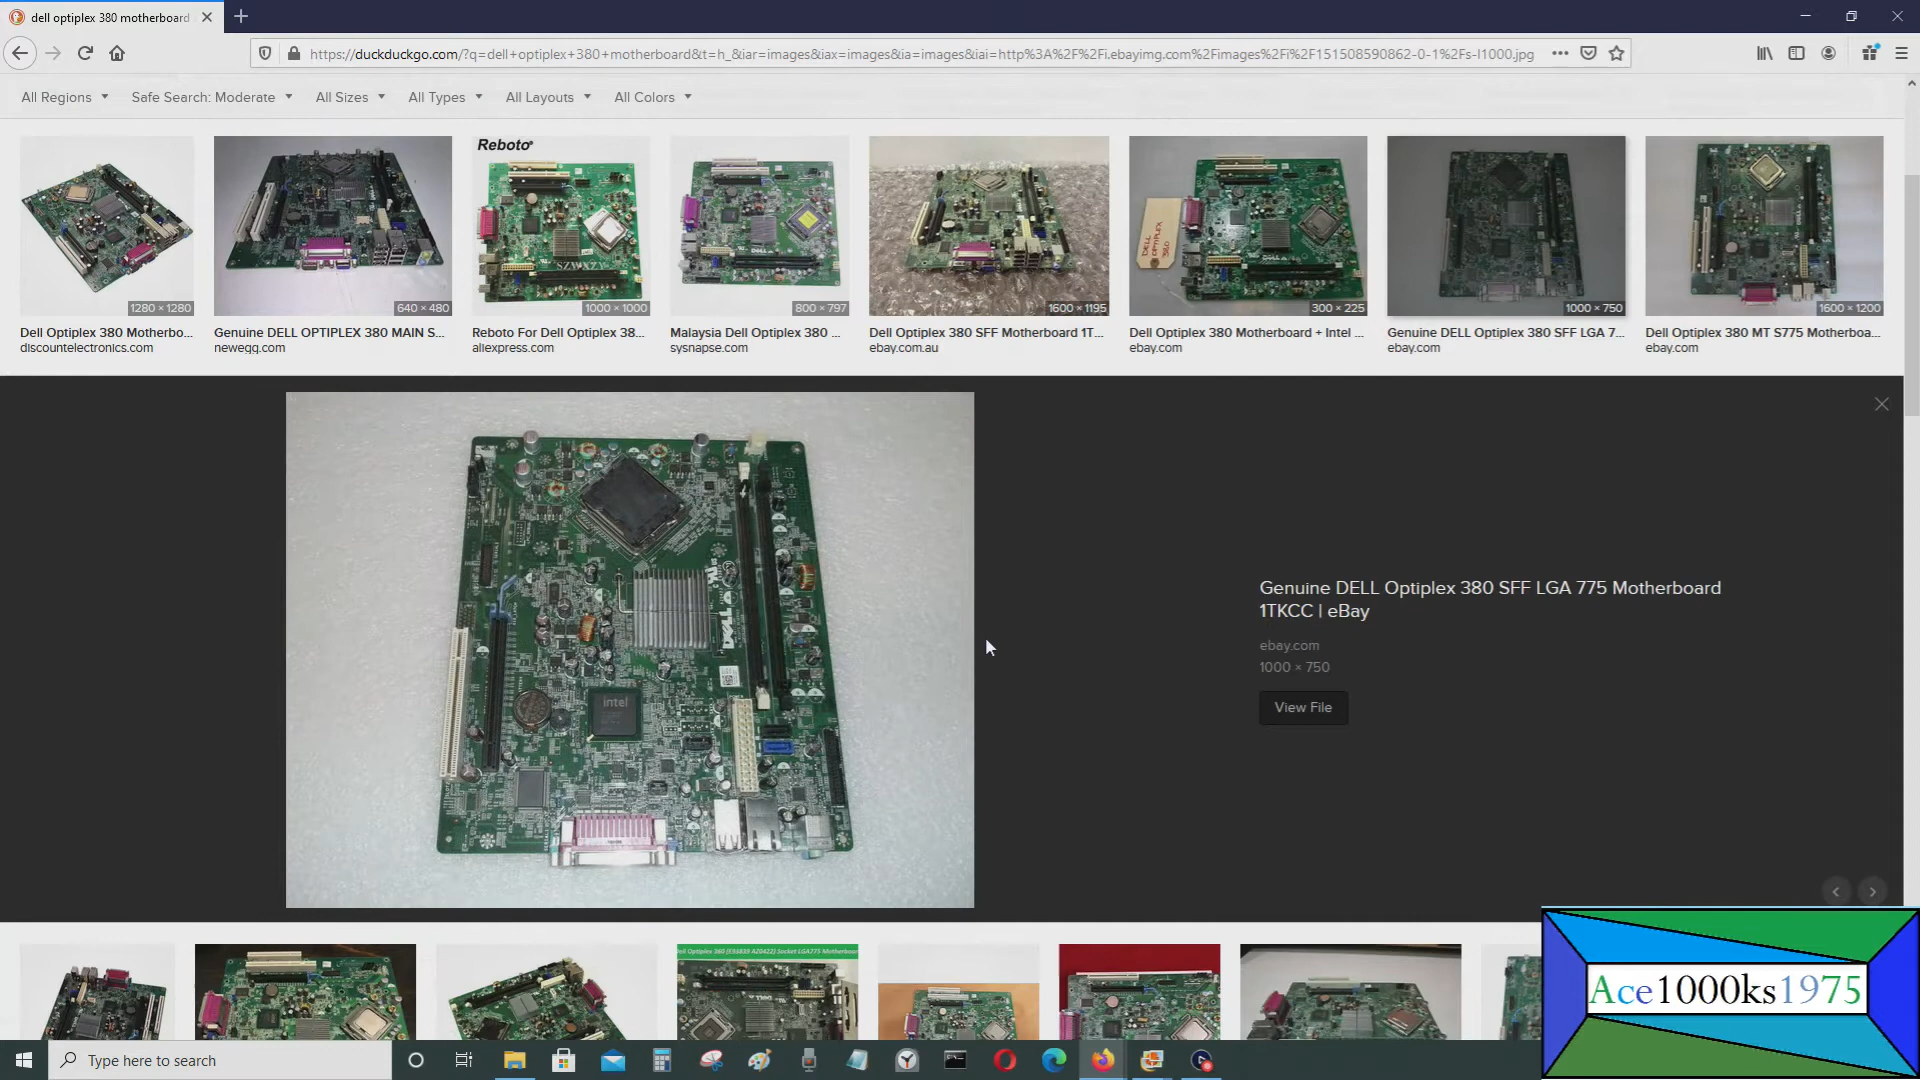 dell optiplex 380 motherboard
https://duckduckgo.com/?q=dell+optiplex+380+motherboard&t=h_&iar=images&iax=images&ia=images&iai=http%3A%2F%2Fi.ebayimg.com%2Fimages%2Fi%2F151508590862-0-1%2Fs-l1000.jpg
All Regions
Safe Search: Moderate
All Sizes
All Types
All Layouts
All Colors
Reboto
DELL OPTIPLEX 380
1280 × 1280
640 × 480
1000 × 1000
800 × 797
1600 × 1195
300 × 225
1000 × 750
1600 × 1200
Dell Optiplex 380 Motherbo...
Genuine DELL OPTIPLEX 380 MAIN S...
Reboto For Dell Optiplex 38...
Malaysia Dell Optiplex 380 ...
Dell Optiplex 380 SFF Motherboard 1T...
Dell Optiplex 380 Motherboard + Intel ...
Genuine DELL Optiplex 380 SFF LGA 7...
Dell Optiplex 380 MT S775 Motherboa...
discountelectronics.com
newegg.com
aliexpress.com
sysnapse.com
ebay.com.au
ebay.com
ebay.com
ebay.com
DELL
intel
Genuine DELL Optiplex 380 SFF LGA 775 Motherboard
1TKCC | eBay
ebay.com
1000 × 750
View File
Ace1000ks1975
Type here to search